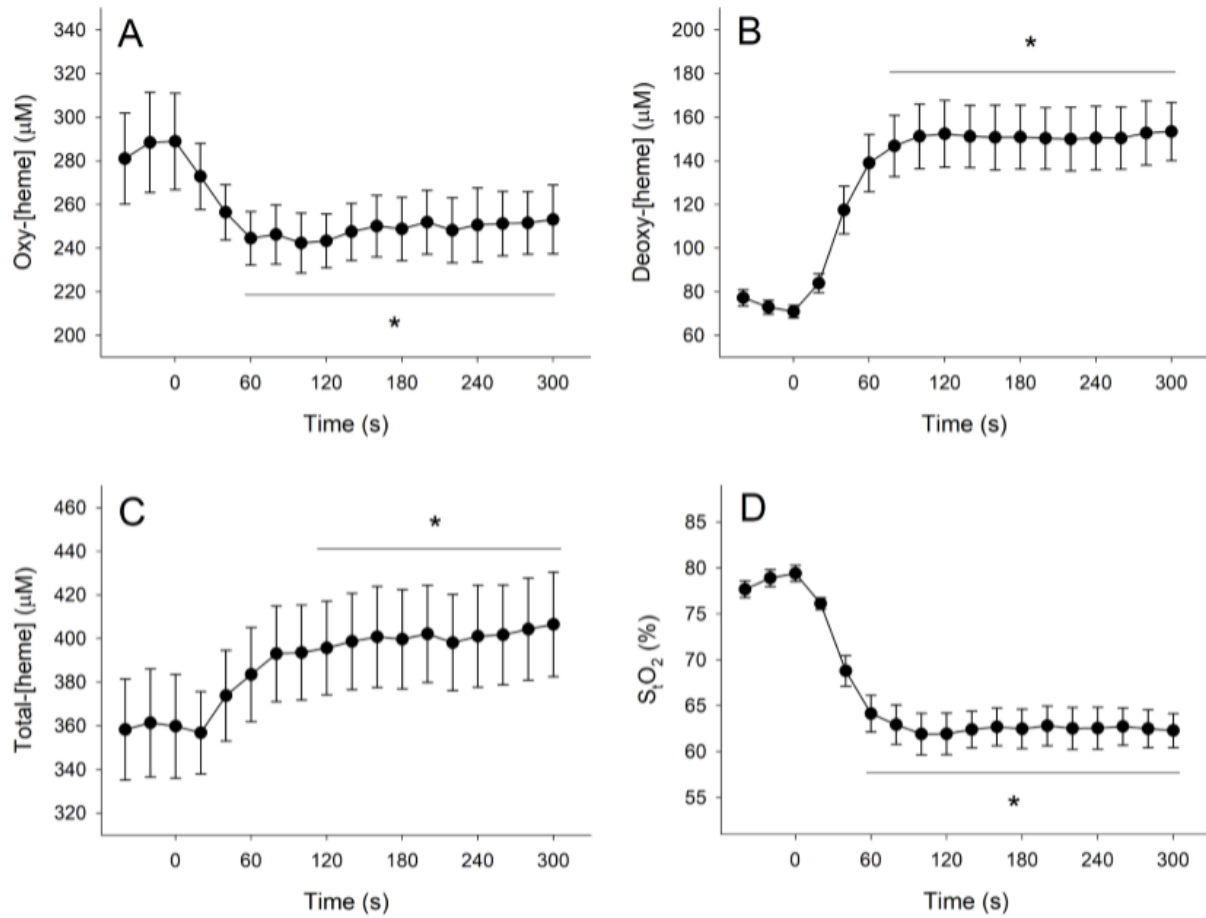 A
Oxy-[heme] (μM)
340
320
300
280
260
240
220
200
*
0 60 120 180 240 300
Time (s)
B
Deoxy-[heme] (μM)
200
180
160
140
120
100
80
60
*
0 60 120 180 240 300
Time (s)
C
Total-[heme] (μM)
460
440
420
400
380
360
340
320
*
0 60 120 180 240 300
Time (s)
D
StO2 (%)
85
80
75
70
65
60
55
*
0 60 120 180 240 300
Time (s)